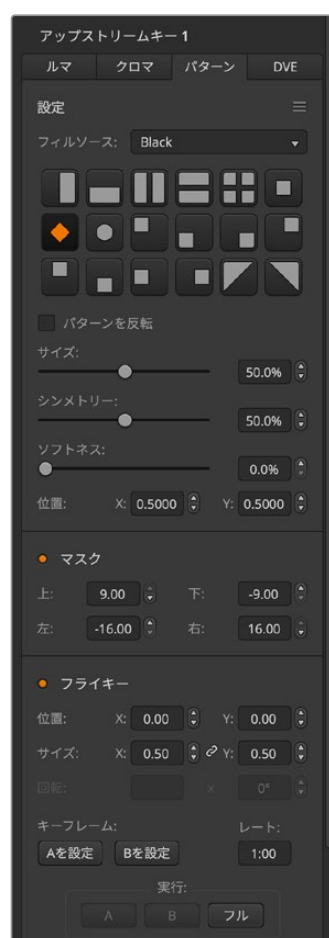 アップストリームキー 1
ルマ クロマ パターン DVE
設定
フィルソース: Black
パターンを反転
サイズ:
50.0%
シンメトリー:
50.0%
ソフトネス:
0.0%
位置: X: 0.5000 Y: 0.5000
マスク
上: 9.00 下: -9.00
左: -16.00 右: 16.00
フライキー
位置: X: 0.00 Y: 0.00
サイズ: X: 0.50 Y: 0.50
回転: x 0°
キーフレーム: レート:
Aを設定 Bを設定 1:00
実行:
A B フル